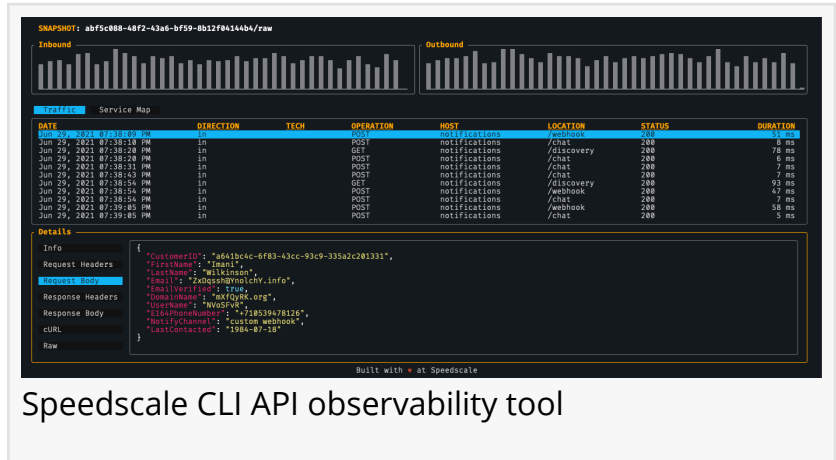 SNAPSHOT: abf5c088-48f2-43a6-bf59-8b12f04144b4/raw
Inbound Outbound
Traffic Service Map
DATE DIRECTION TECH OPERATION HOST LOCATION STATUS DURATION
Jun 29, 2021 07:38:09 PM in POST notifications /webhook 200 51 ms
Jun 29, 2021 07:38:10 PM in POST notifications /chat 200 8 ms
Jun 29, 2021 07:38:20 PM in GET notifications /discovery 200 78 ms
Jun 29, 2021 07:38:20 PM in POST notifications /chat 200 6 ms
Jun 29, 2021 07:38:31 PM in POST notifications /chat 200 7 ms
Jun 29, 2021 07:38:43 PM in POST notifications /chat 200 7 ms
Jun 29, 2021 07:38:54 PM in GET notifications /discovery 200 93 ms
Jun 29, 2021 07:38:54 PM in POST notifications /webhook 200 47 ms
Jun 29, 2021 07:38:54 PM in POST notifications /chat 200 7 ms
Jun 29, 2021 07:39:05 PM in POST notifications /webhook 200 58 ms
Jun 29, 2021 07:39:05 PM in POST notifications /chat 200 5 ms
Details
Info
Request Headers
Request Body
Response Headers
Response Body
cURL
Raw
{
"CustomerID": "a641bc4c-6f83-43cc-93c9-335a2c201331",
"FirstName": "Imani",
"LastName": "Wilkinson",
"Email": "ZxDqssh@YnolchY.info",
"EmailVerified": true,
"DomainName": "mXfQyRK.org",
"UserName": "NVoSFvR",
"E164PhoneNumber": "+710539478126",
"NotifyChannel": "custom webhook",
"LastContacted": "1984-07-18"
}
Built with ♥ at Speedscale
Speedscale CLI API observability tool